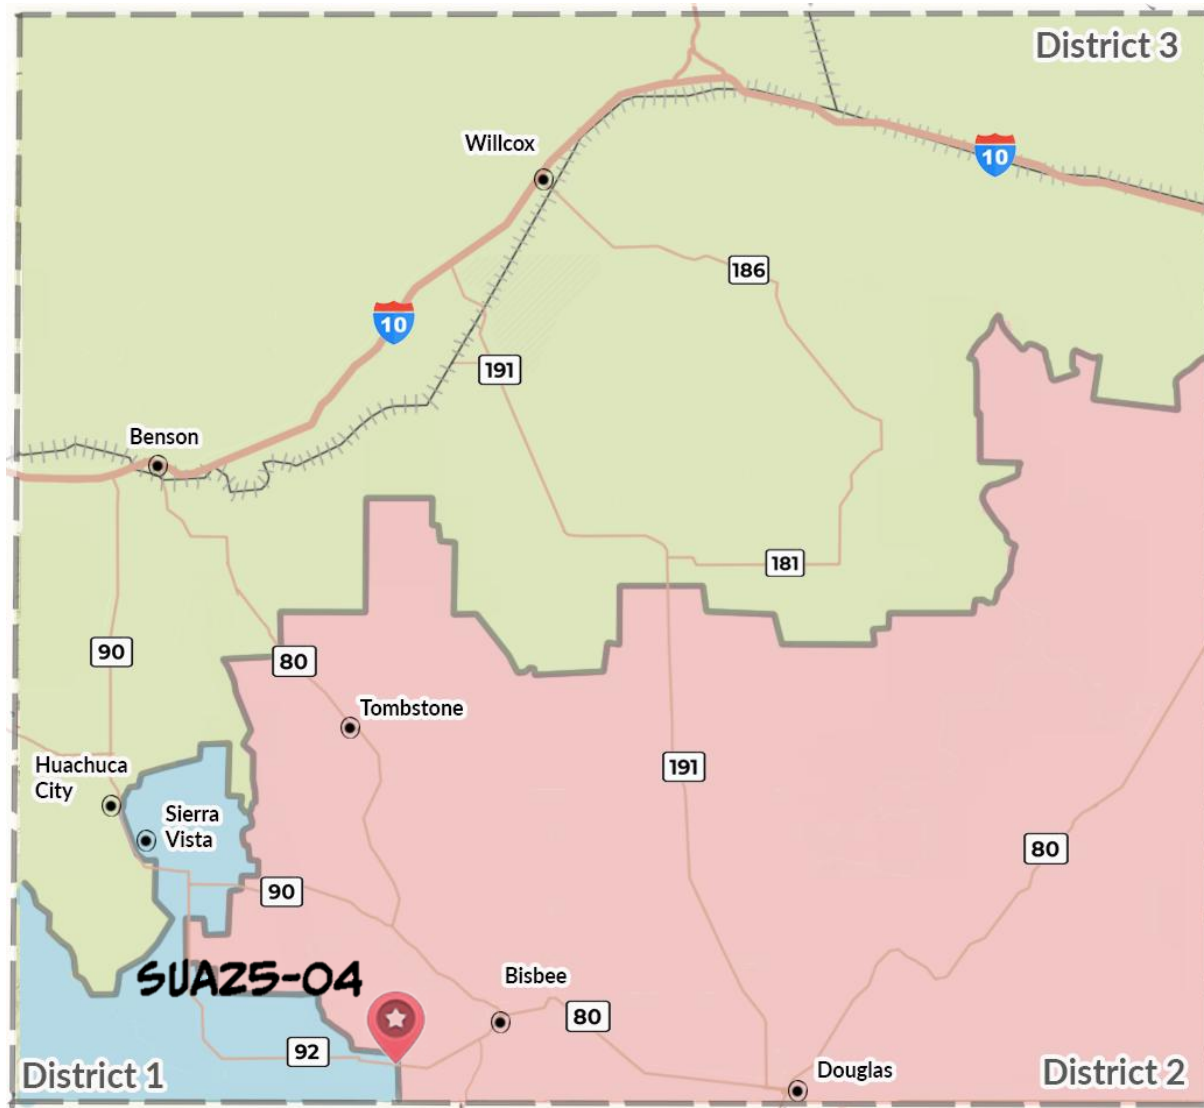 District 3
Willcox
10
186
10
191
Benson
181
90
80
Tombstone
191
Huachuca
City
Sierra
Vista
80
90
SUA25-04
Bisbee
80
92
District 1
Douglas
District 2